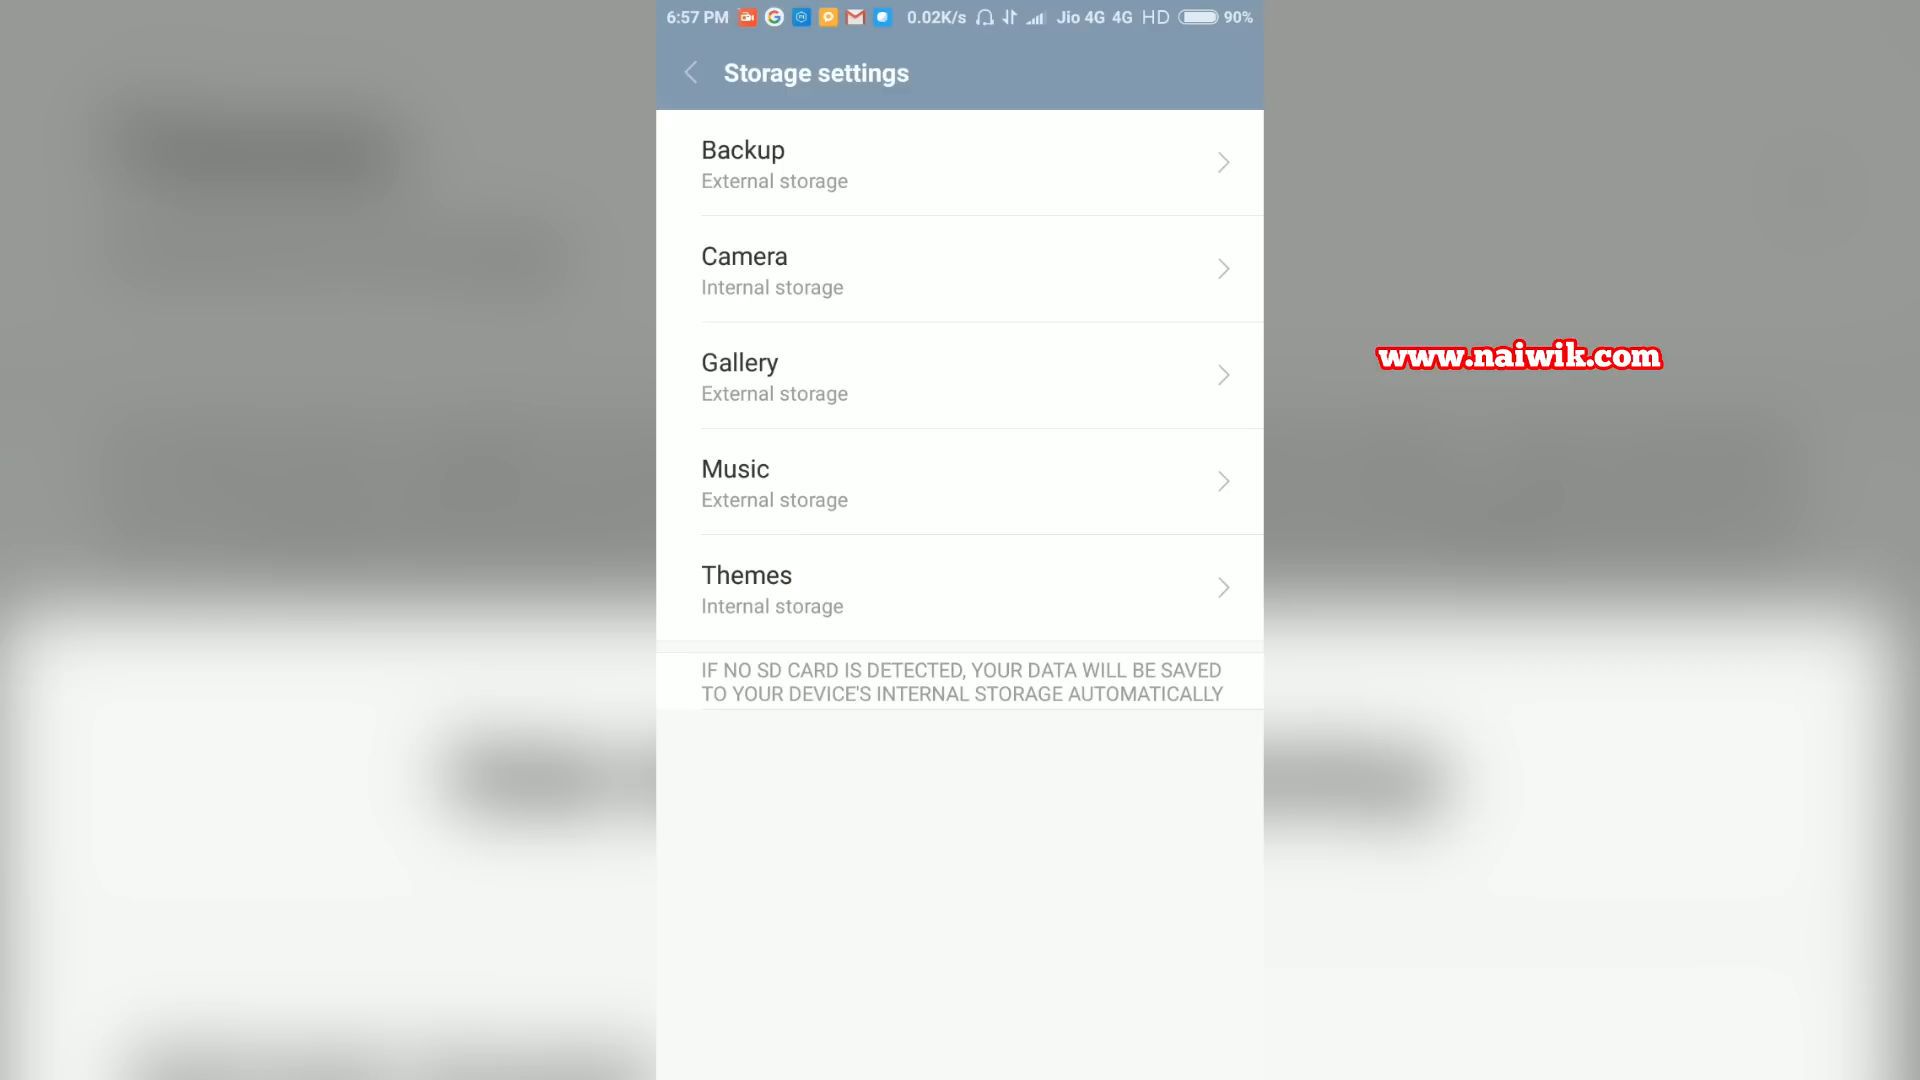 6:57 PM 0.02K/s Jio 4G 4G HD 90%
Storage settings
Backup
External storage
Camera
Internal storage
Gallery
External storage
www.naiwik.com
Music
External storage
Themes
Internal storage
IF NO SD CARD IS DETECTED, YOUR DATA WILL BE SAVED
TO YOUR DEVICE'S INTERNAL STORAGE AUTOMATICALLY